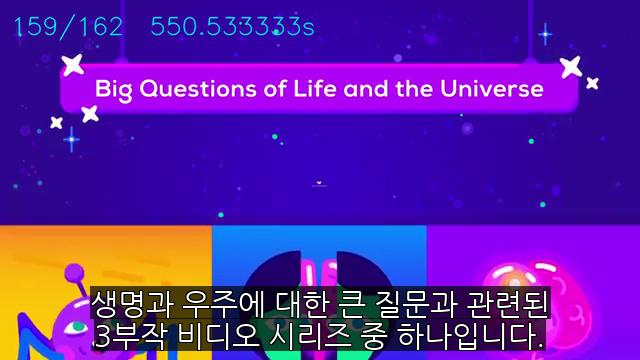 159/162 550.533333s
Big Questions of Life and the Universe
생명과 우주에 대한 큰 질문과 관련된
3부작 비디오 시리즈 중 하나입니다.